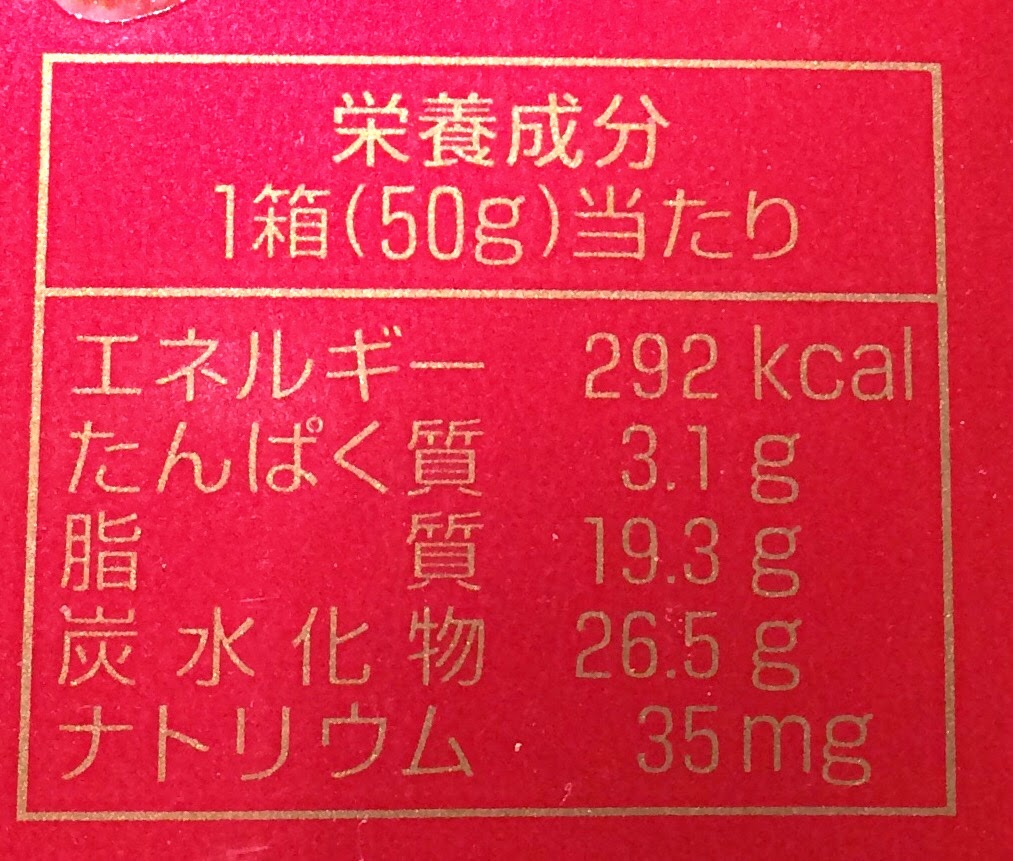 栄養成分
1箱(50g)当たり
エネルギー 292 kcal
たんぱく質 3.1 g
脂質 19.3 g
炭水化物 26.5 g
ナトリウム 35 mg